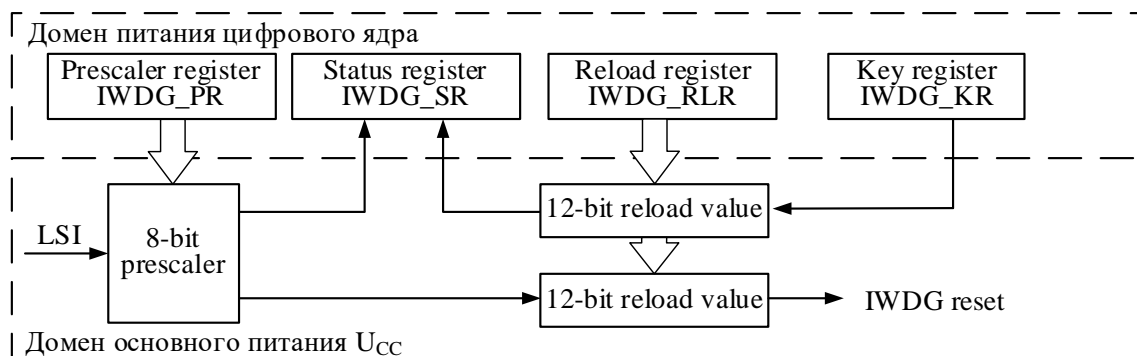 Домен питания цифрового ядра
Prescaler register
IWDG_PR
Status register
IWDG_SR
Reload register
IWDG_RLR
Key register
IWDG_KR
LSI
8-bit
prescaler
12-bit reload value
12-bit reload value
IWDG reset
Домен основного питания UCC